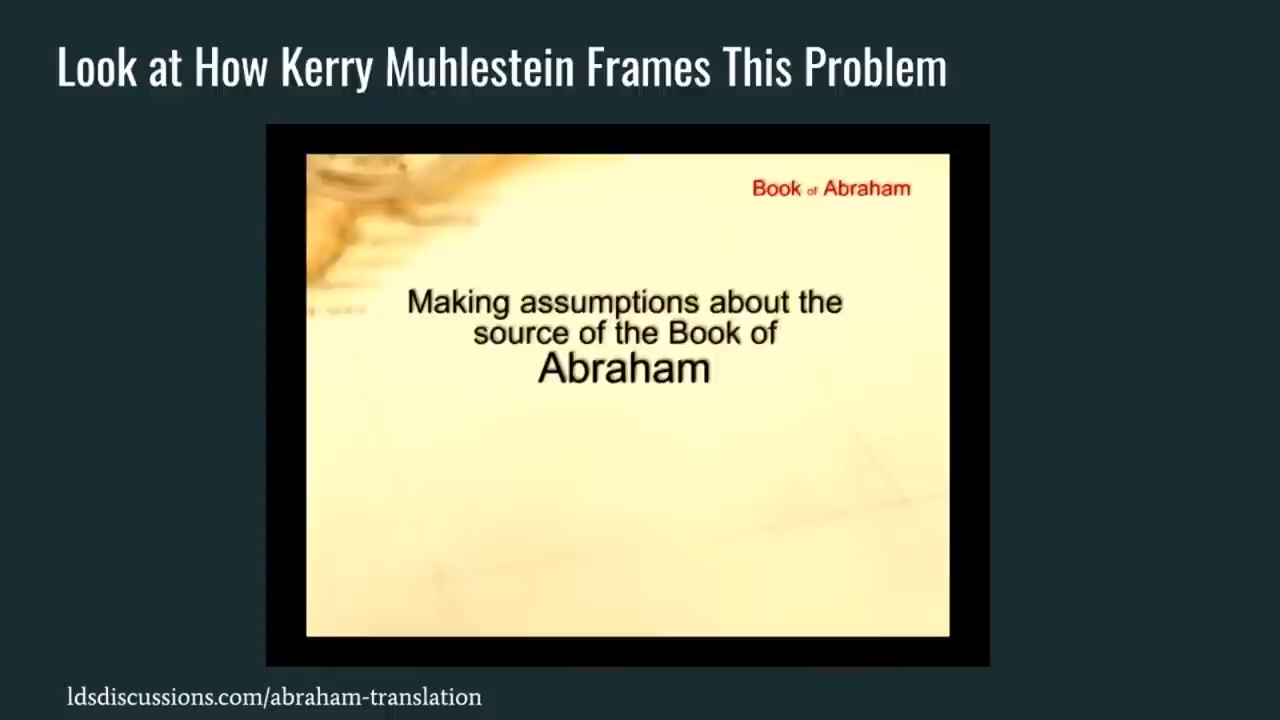 Look at How Kerry Muhlestein Frames This Problem
Book of Abraham
Making assumptions about the
source of the Book of
Abraham
ldsdiscussions.com/abraham-translation